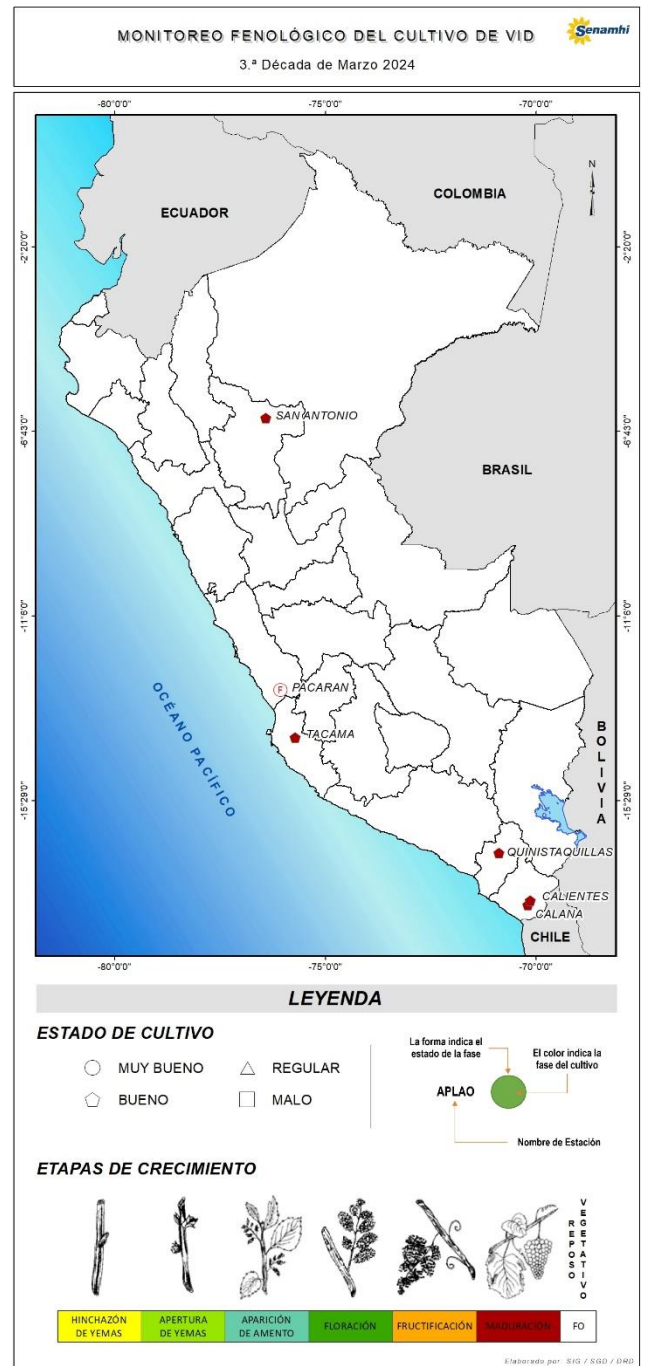 MONITOREO FENOLÓGICO DEL CULTIVO DE VID
Senamhi
3.ª Década de Marzo 2024
-80°0'0"
-75°0'0"
-70°0'0"
N
COLOMBIA
ECUADOR
-2°20'0"
-2°20'0"
SAN ANTONIO
-6°43'0"
-6°43'0"
BRASIL
-11°6'0"
-11°6'0"
F PACARAN
TACAMA
OCÉANO PACÍFICO
BOLIVIA
-15°29'0"
-15°29'0"
QUINISTAQUILLAS
CALIENTES
CALANA
CHILE
-80°0'0"
-75°0'0"
-70°0'0"
LEYENDA
ESTADO DE CULTIVO
MUY BUENO
REGULAR
BUENO
MALO
La forma indica el
estado de la fase
El color indica la
fase del cultivo
APLAO
Nombre de Estación
ETAPAS DE CRECIMIENTO
REPOSO
VEGETATIVO
HINCHAZÓN
DE YEMAS
APERTURA
DE YEMAS
APARICIÓN
DE AMENTO
FLORACIÓN
FRUCTIFICACIÓN
MADURACIÓN
FO
Elaborado por: SIG / SGD / DRD